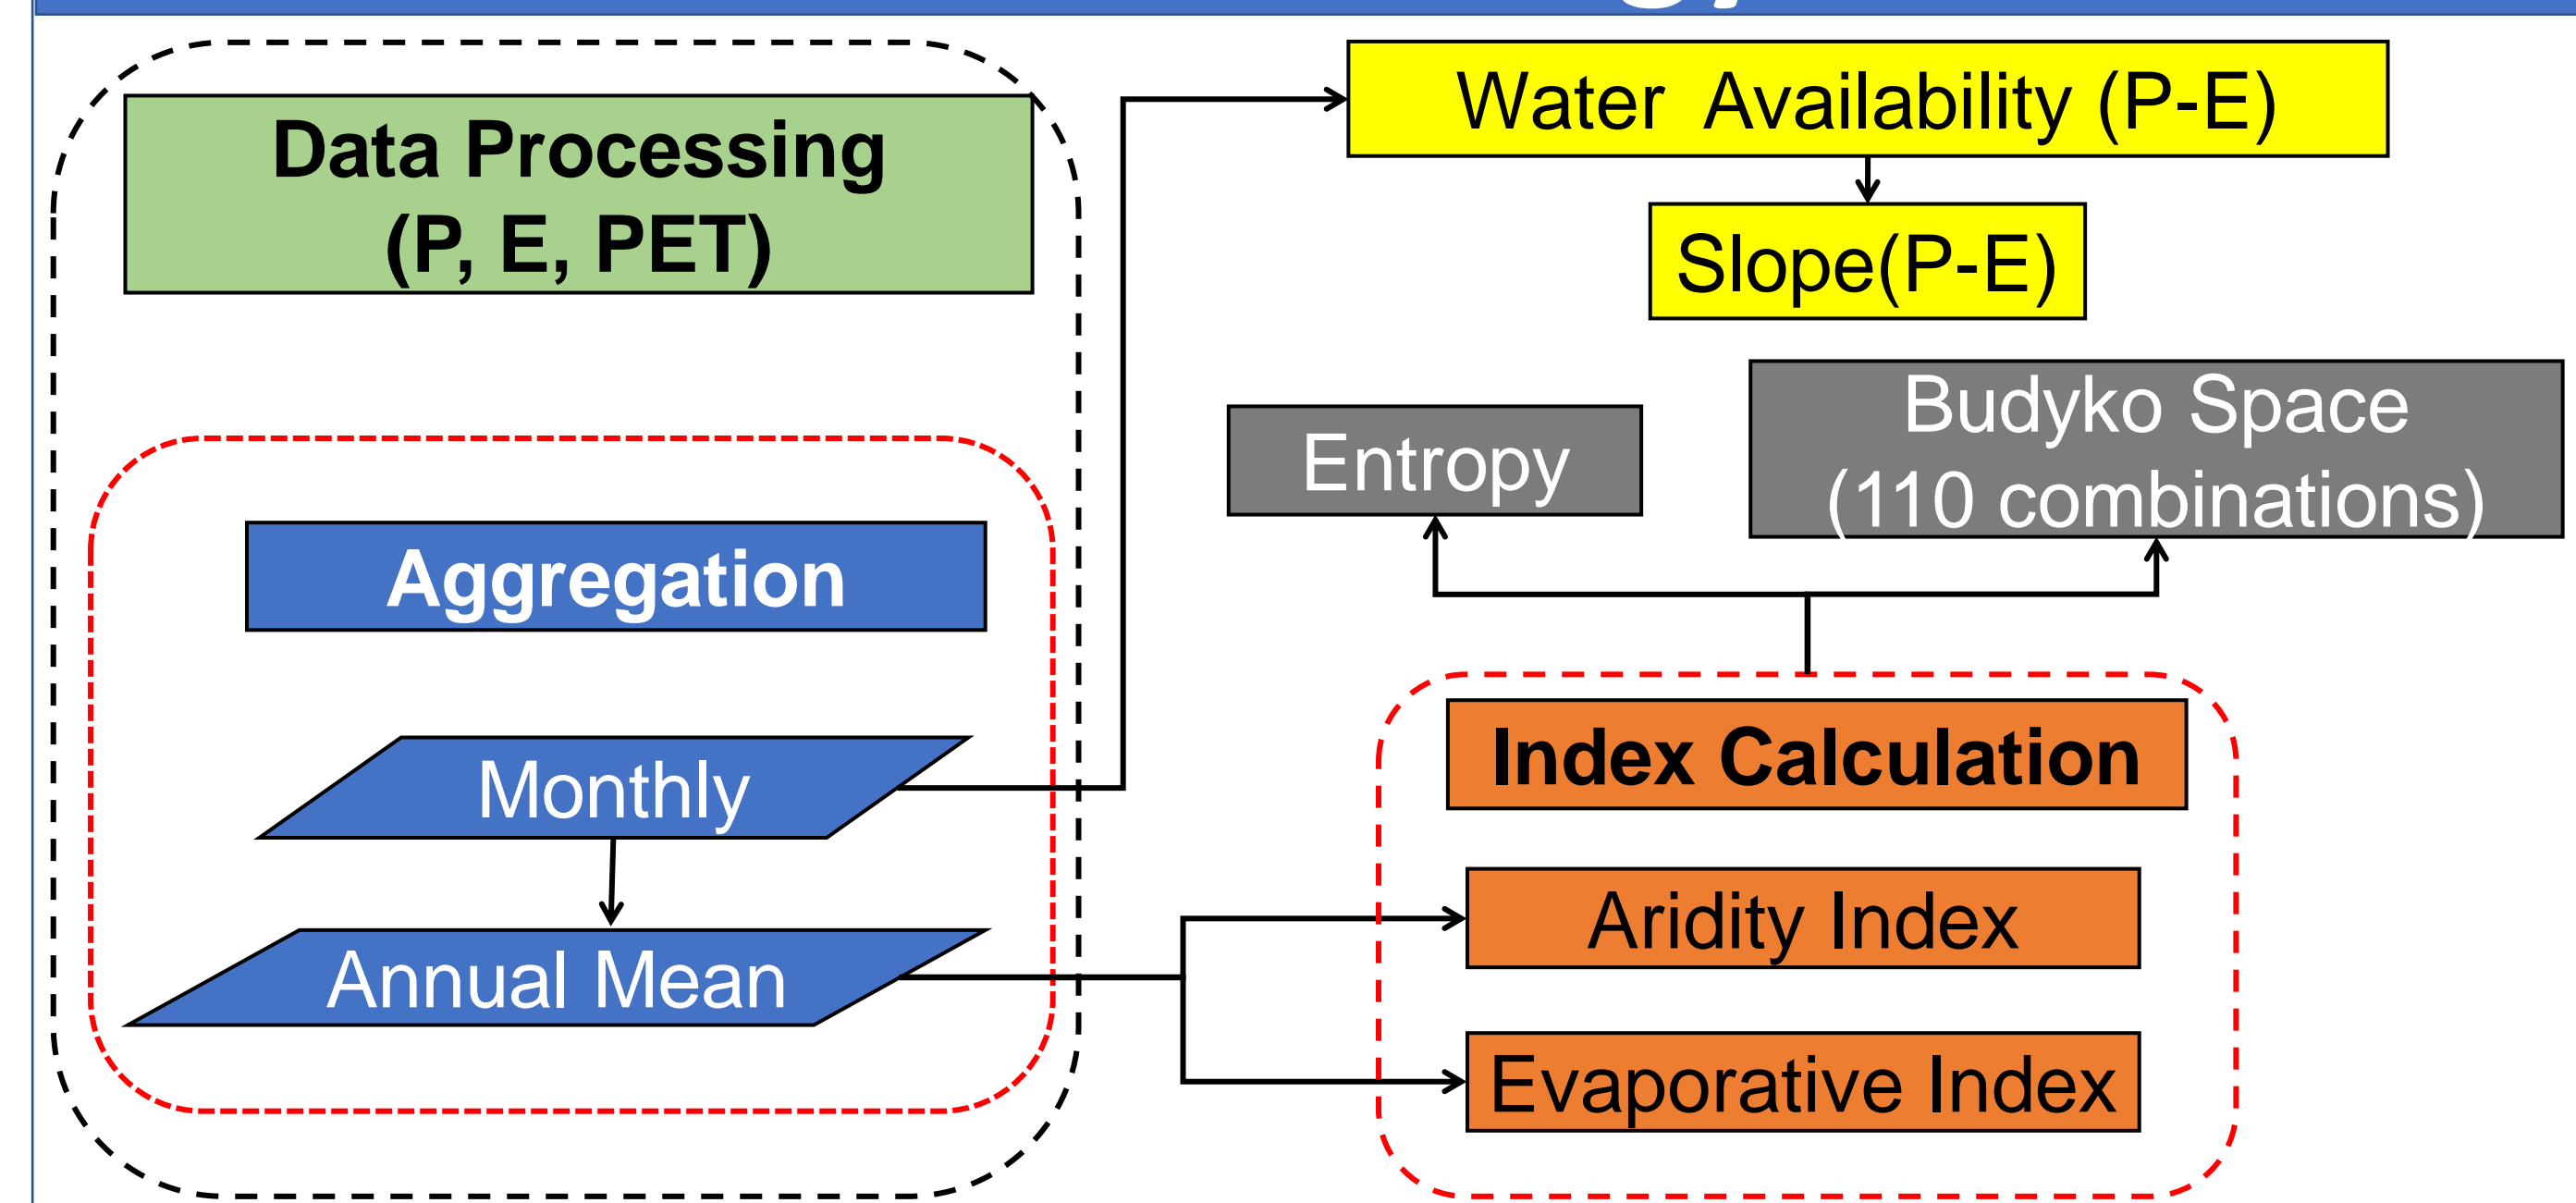 Data Processing
(P, E, PET)
Aggregation
Monthly
Annual Mean
Water Availability (P-E)
Slope(P-E)
Entropy
Budyko Space
(110 combinations)
Index Calculation
Aridity Index
Evaporative Index